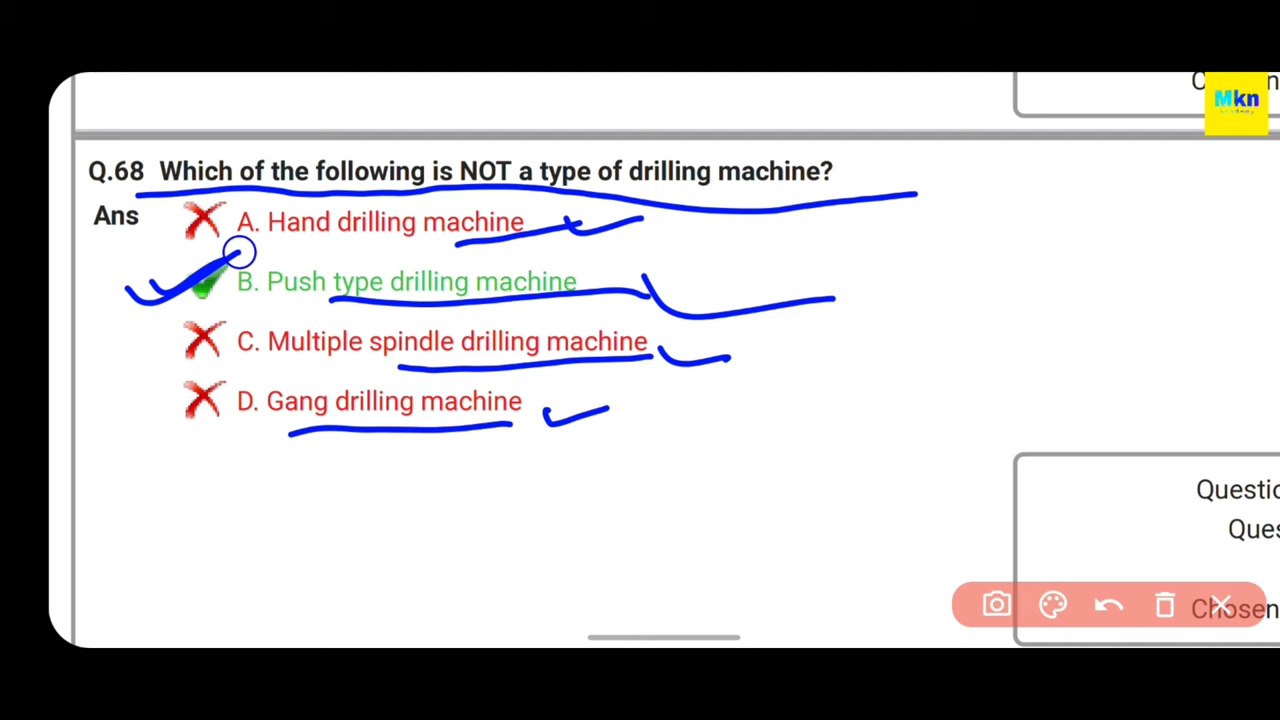 Mkn
Q.68 Which of the following is NOT a type of drilling machine?
Ans
A. Hand drilling machine
B. Push type drilling machine
C. Multiple spindle drilling machine
D. Gang drilling machine
Chosen